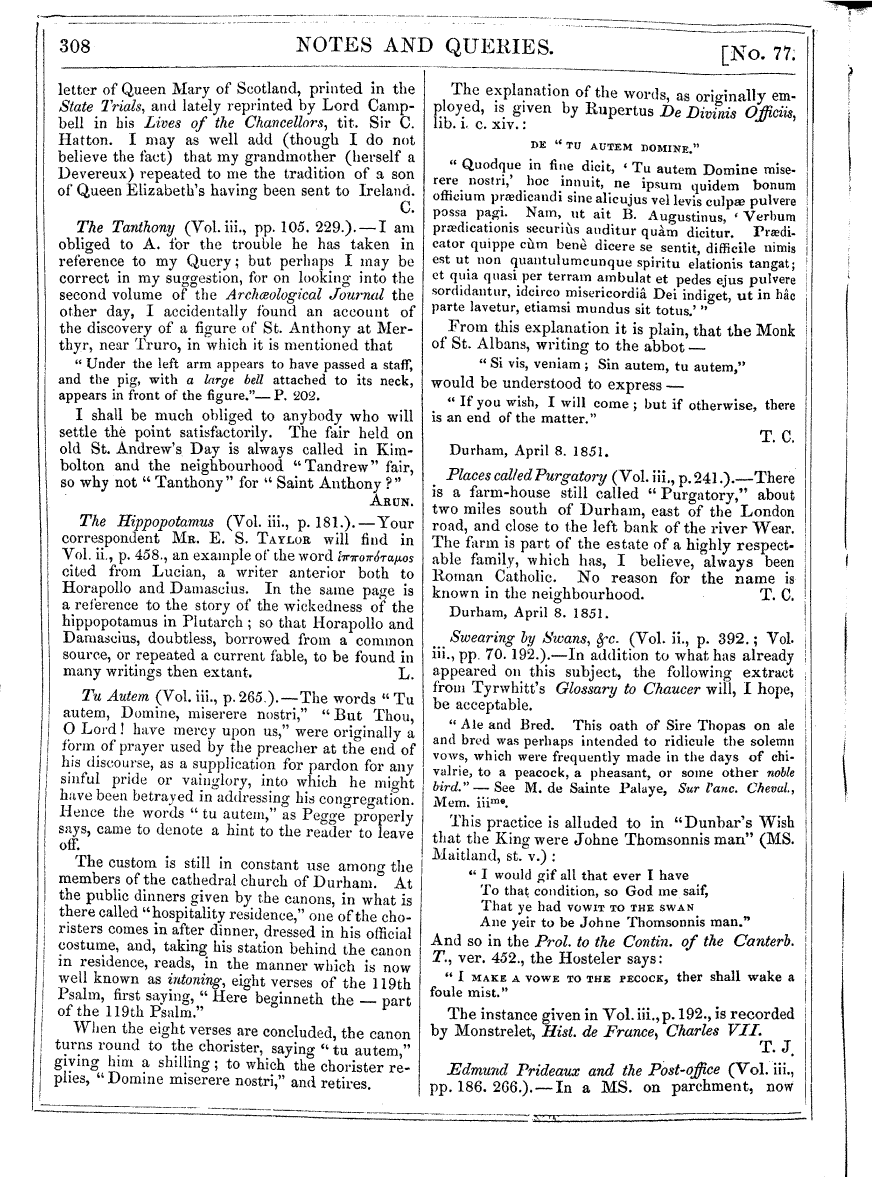 308
NOTES AND QUERIES.
[No. 77.
letter of Queen Mary of Scotland, printed in the
State Trials, and lately reprinted by Lord Camp-
bell in his Lives of the Chancellors, tit. Sir C.
Hatton. I may as well add (though I do not
believe the fact) that my grandmother (herself a
Devereux) repeated to me the tradition of a son
of Queen Elizabeth's having been sent to Ireland.
C.
The Tanthony (Vol. iii., pp. 105. 229.).—I am
obliged to A. for the trouble he has taken in
reference to my Query; but perhaps I may be
correct in my suggestion, for on looking into the
second volume of the Archæological Journal the
other day, I accidentally found an account of
the discovery of a figure of St. Anthony at Mer-
thyr, near Truro, in which it is mentioned that
"Under the left arm appears to have passed a staff,
and the pig, with a large bell attached to its neck,
appears in front of the figure."—P. 202.
I shall be much obliged to anybody who will
settle the point satisfactorily. The fair held on
old St. Andrew's Day is always called in Kim-
bolton and the neighbourhood "Tandrew" fair,
so why not "Tanthony" for "Saint Anthony?"
ARUN.
The Hippopotamus (Vol. iii., p. 181.).—Your
correspondent MR. E. S. TAYLOR will find in
Vol. ii., p. 458., an example of the word ἱπποπόταμος
cited from Lucian, a writer anterior both to
Horapollo and Damascius. In the same page is
a reference to the story of the wickedness of the
hippopotamus in Plutarch; so that Horapollo and
Damascius, doubtless, borrowed from a common
source, or repeated a current fable, to be found in
many writings then extant. L.
Tu Autem (Vol. iii., p. 265.).—The words "Tu
autem, Domine, miserere nostri," "But Thou,
O Lord! have mercy upon us," were originally a
form of prayer used by the preacher at the end of
his discourse, as a supplication for pardon for any
sinful pride or vainglory, into which he might
have been betrayed in addressing his congregation.
Hence the words "tu autem," as Pegge properly
says, came to denote a hint to the reader to leave
off.
The custom is still in constant use among the
members of the cathedral church of Durham. At
the public dinners given by the canons, in what is
there called "hospitality residence," one of the cho-
risters comes in after dinner, dressed in his official
costume, and, taking his station behind the canon
in residence, reads, in the manner which is now
well known as intoning, eight verses of the 119th
Psalm, first saying, "Here beginneth the — part
of the 119th Psalm."
When the eight verses are concluded, the canon
turns round to the chorister, saying "tu autem,"
giving him a shilling; to which the chorister re-
plies, "Domine miserere nostri," and retires.
The explanation of the words, as originally em-
ployed, is given by Rupertus De Divinis Officiis,
lib. i. c. xiv.:
DE "TU AUTEM DOMINE."
"Quodque in fine dicit, 'Tu autem Domine mise-
rere nostri,' hoc innuit, ne ipsum quidem bonum
officium prædicandi sine alicujus vel levis culpæ pulvere
possa pagi. Nam, ut ait B. Augustinus, 'Verbum
prædicationis securiùs auditur quàm dicitur. Prædi-
cator quippe cùm benè dicere se sentit, difficile nimis
est ut non quantulumcunque spiritu elationis tangat;
et quia quasi per terram ambulat et pedes ejus pulvere
sordidantur, idcirco misericordiâ Dei indiget, ut in hâc
parte lavetur, etiamsi mundus sit totus.'"
From this explanation it is plain, that the Monk
of St. Albans, writing to the abbot —
"Si vis, veniam; Sin autem, tu autem,"
would be understood to express —
"If you wish, I will come; but if otherwise, there
is an end of the matter."
T. C.
Durham, April 8. 1851.
Places called Purgatory (Vol. iii., p. 241.).—There
is a farm-house still called "Purgatory," about
two miles south of Durham, east of the London
road, and close to the left bank of the river Wear.
The farm is part of the estate of a highly respect-
able family, which has, I believe, always been
Roman Catholic. No reason for the name is
known in the neighbourhood. T. C.
Durham, April 8. 1851.
Swearing by Swans, &c. (Vol. ii., p. 392.; Vol.
iii., pp. 70. 192.).—In addition to what has already
appeared on this subject, the following extract
from Tyrwhitt's Glossary to Chaucer will, I hope,
be acceptable.
"Ale and Bred. This oath of Sire Thopas on ale
and bred was perhaps intended to ridicule the solemn
vows, which were frequently made in the days of chi-
valrie, to a peacock, a pheasant, or some other noble
bird."—See M. de Sainte Palaye, Sur l'anc. Cheval.,
Mem. iiime.
This practice is alluded to in "Dunbar's Wish
that the King were Johne Thomsonnis man" (MS.
Maitland, st. v.):
"I would gif all that ever I have
To that condition, so God me saif,
That ye had VOWIT TO THE SWAN
Ane yeir to be Johne Thomsonnis man."
And so in the Prol. to the Contin. of the Canterb.
T., ver. 452., the Hosteler says:
"I MAKE A VOWE TO THE PECOCK, ther shall wake a
foule mist."
The instance given in Vol. iii., p. 192., is recorded
by Monstrelet, Hist. de France, Charles VII.
T. J.
Edmund Prideaux and the Post-office (Vol. iii.,
pp. 186. 266.).—In a MS. on parchment, now